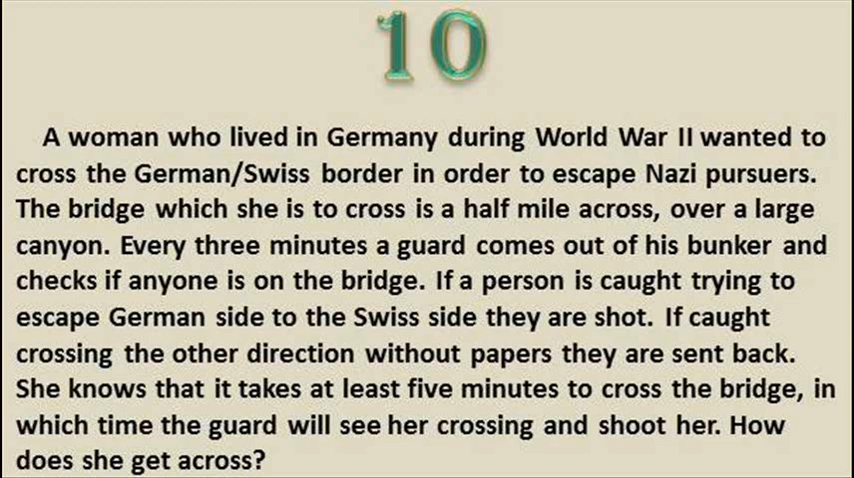 10
A woman who lived in Germany during World War II wanted to
cross the German/Swiss border in order to escape Nazi pursuers.
The bridge which she is to cross is a half mile across, over a large
canyon. Every three minutes a guard comes out of his bunker and
checks if anyone is on the bridge. If a person is caught trying to
escape German side to the Swiss side they are shot. If caught
crossing the other direction without papers they are sent back.
She knows that it takes at least five minutes to cross the bridge, in
which time the guard will see her crossing and shoot her. How
does she get across?